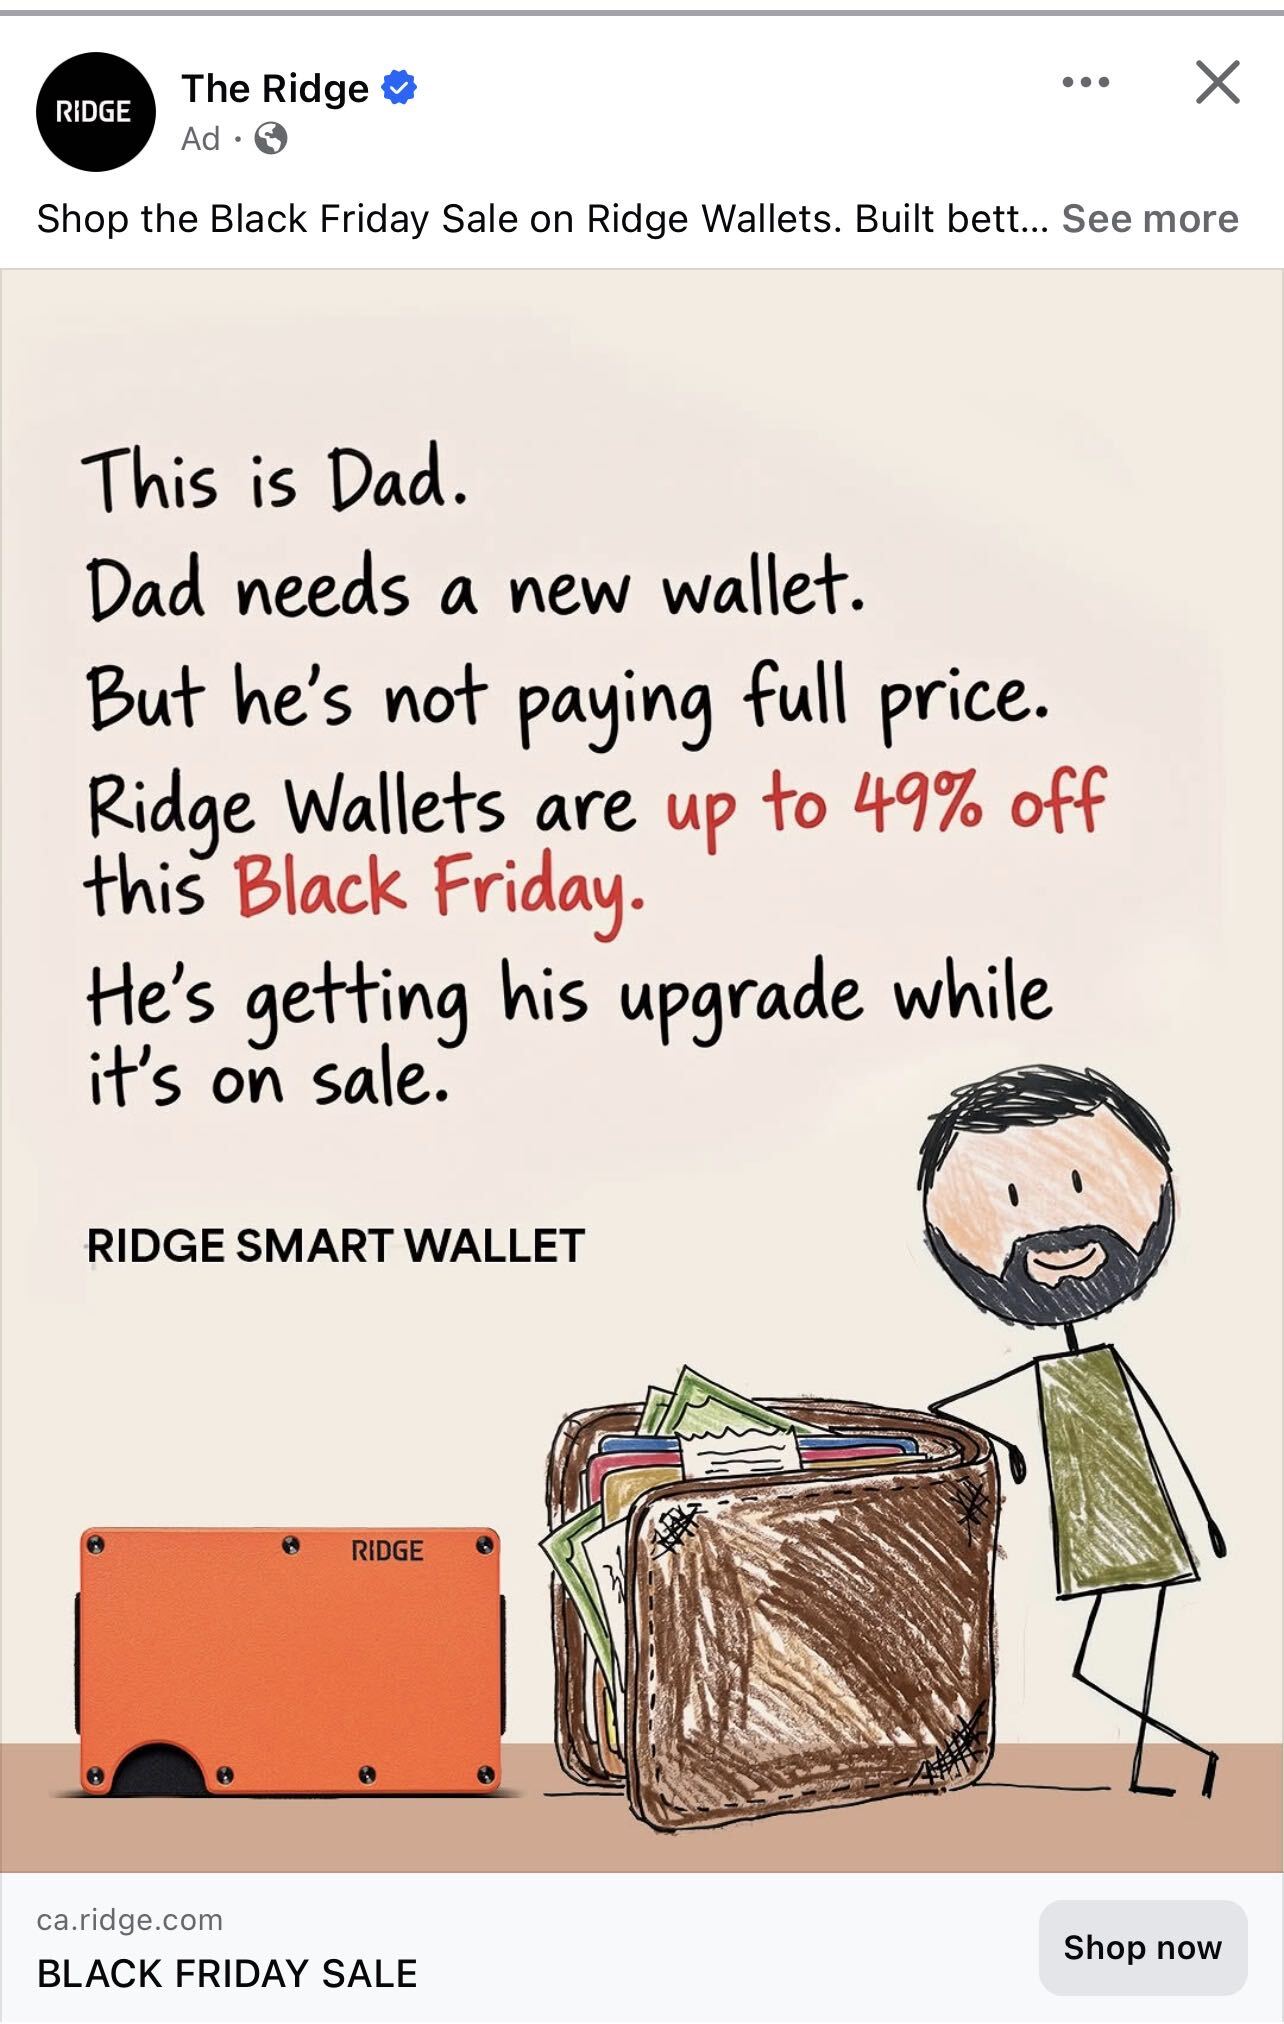 RIDGE
The Ridge
Ad ·
Shop the Black Friday Sale on Ridge Wallets. Built bett... See more
This is Dad.
Dad needs a new wallet.
But he's not paying full price.
Ridge Wallets are up to 49% off
this Black Friday.
He's getting his upgrade while
it's on sale.
RIDGE SMART WALLET
RIDGE
ca.ridge.com
BLACK FRIDAY SALE
Shop now